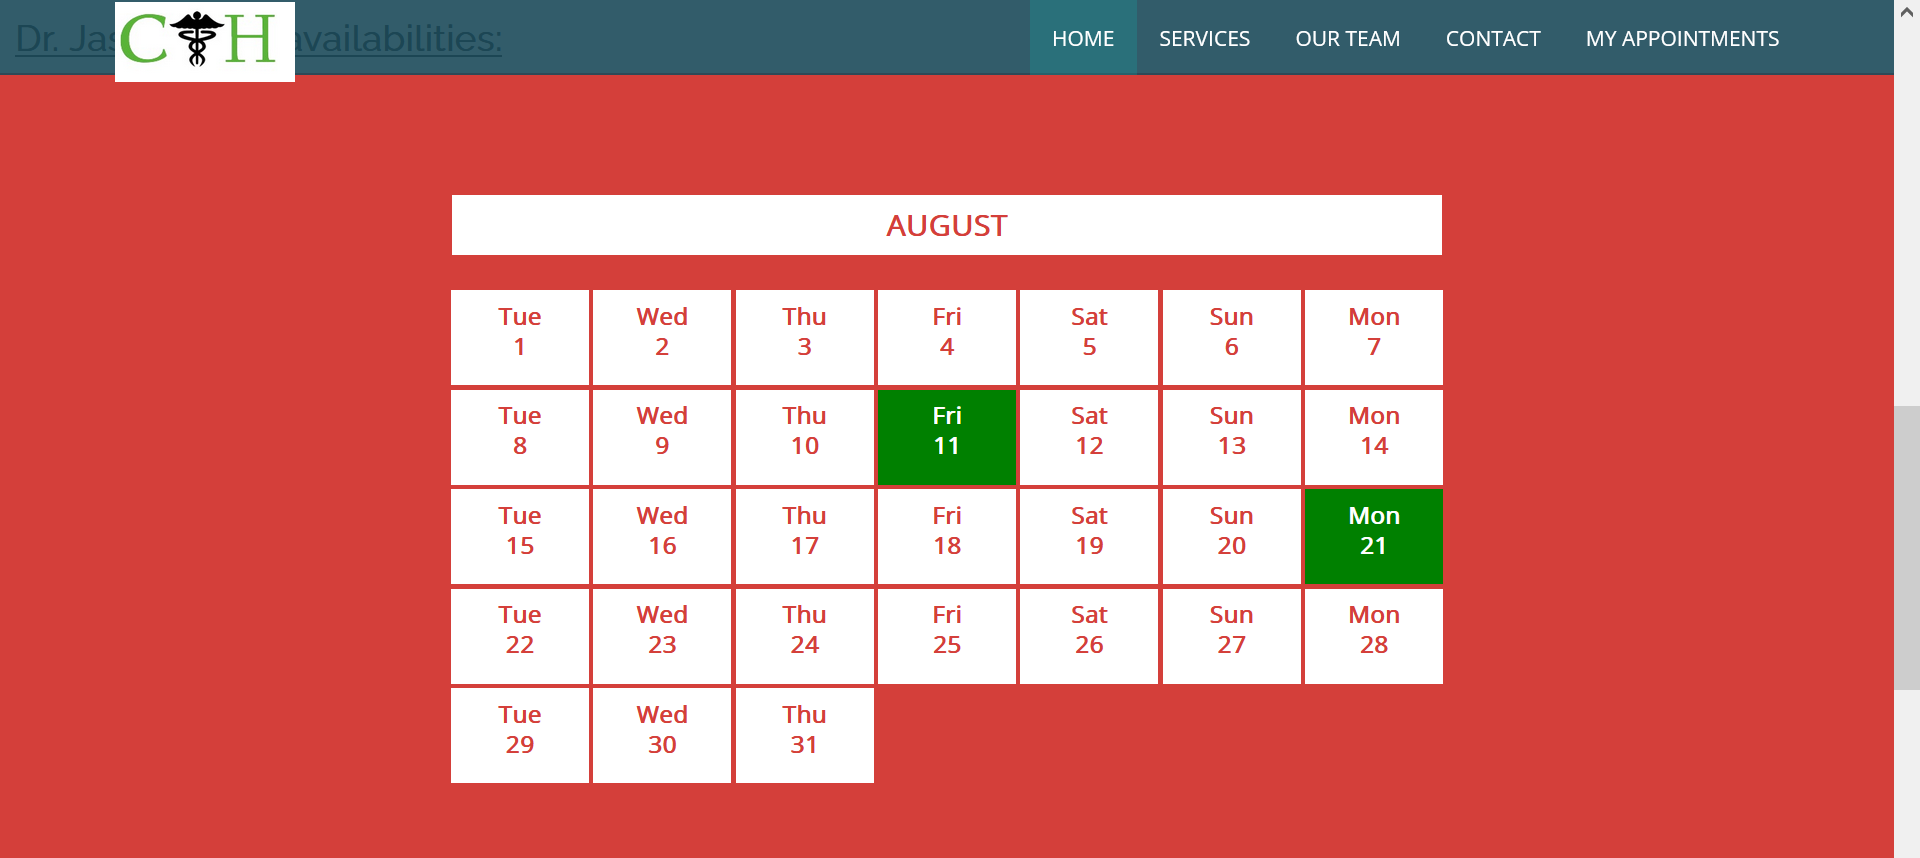 Dr. availabilities:
C H
HOME SERVICES OUR TEAM CONTACT MY APPOINTMENTS
AUGUST
Tue Wed Thu Fri Sat Sun Mon
1 2 3 4 5 6 7
Tue Wed Thu Fri Sat Sun Mon
8 9 10 11 12 13 14
Tue Wed Thu Fri Sat Sun Mon
15 16 17 18 19 20 21
Tue Wed Thu Fri Sat Sun Mon
22 23 24 25 26 27 28
Tue Wed Thu
29 30 31